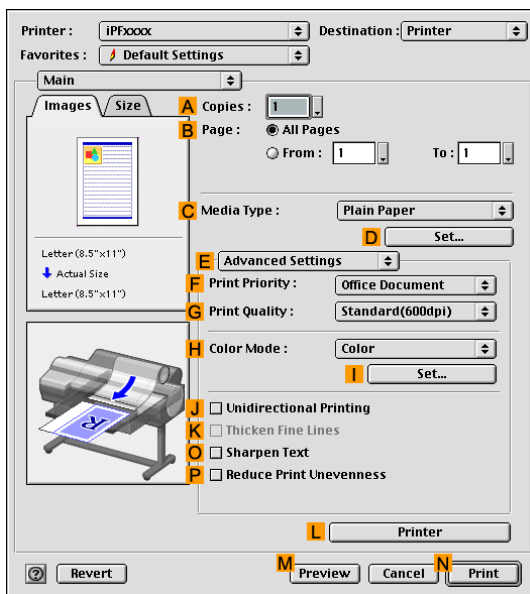 Printer : iPFxxxx Destination : Printer
Favorites : Default Settings
Main
Images Size
A Copies : 1
B Page : All Pages
From : 1 To : 1
C Media Type : Plain Paper
D Set...
Letter (8.5"x11")
Actual Size
Letter (8.5"x11")
E Advanced Settings
F Print Priority : Office Document
G Print Quality : Standard(600dpi)
H Color Mode : Color
I Set...
R
J Unidirectional Printing
K Thicken Fine Lines
O Sharpen Text
P Reduce Print Unevenness
L Printer
? Revert M Preview Cancel N Print